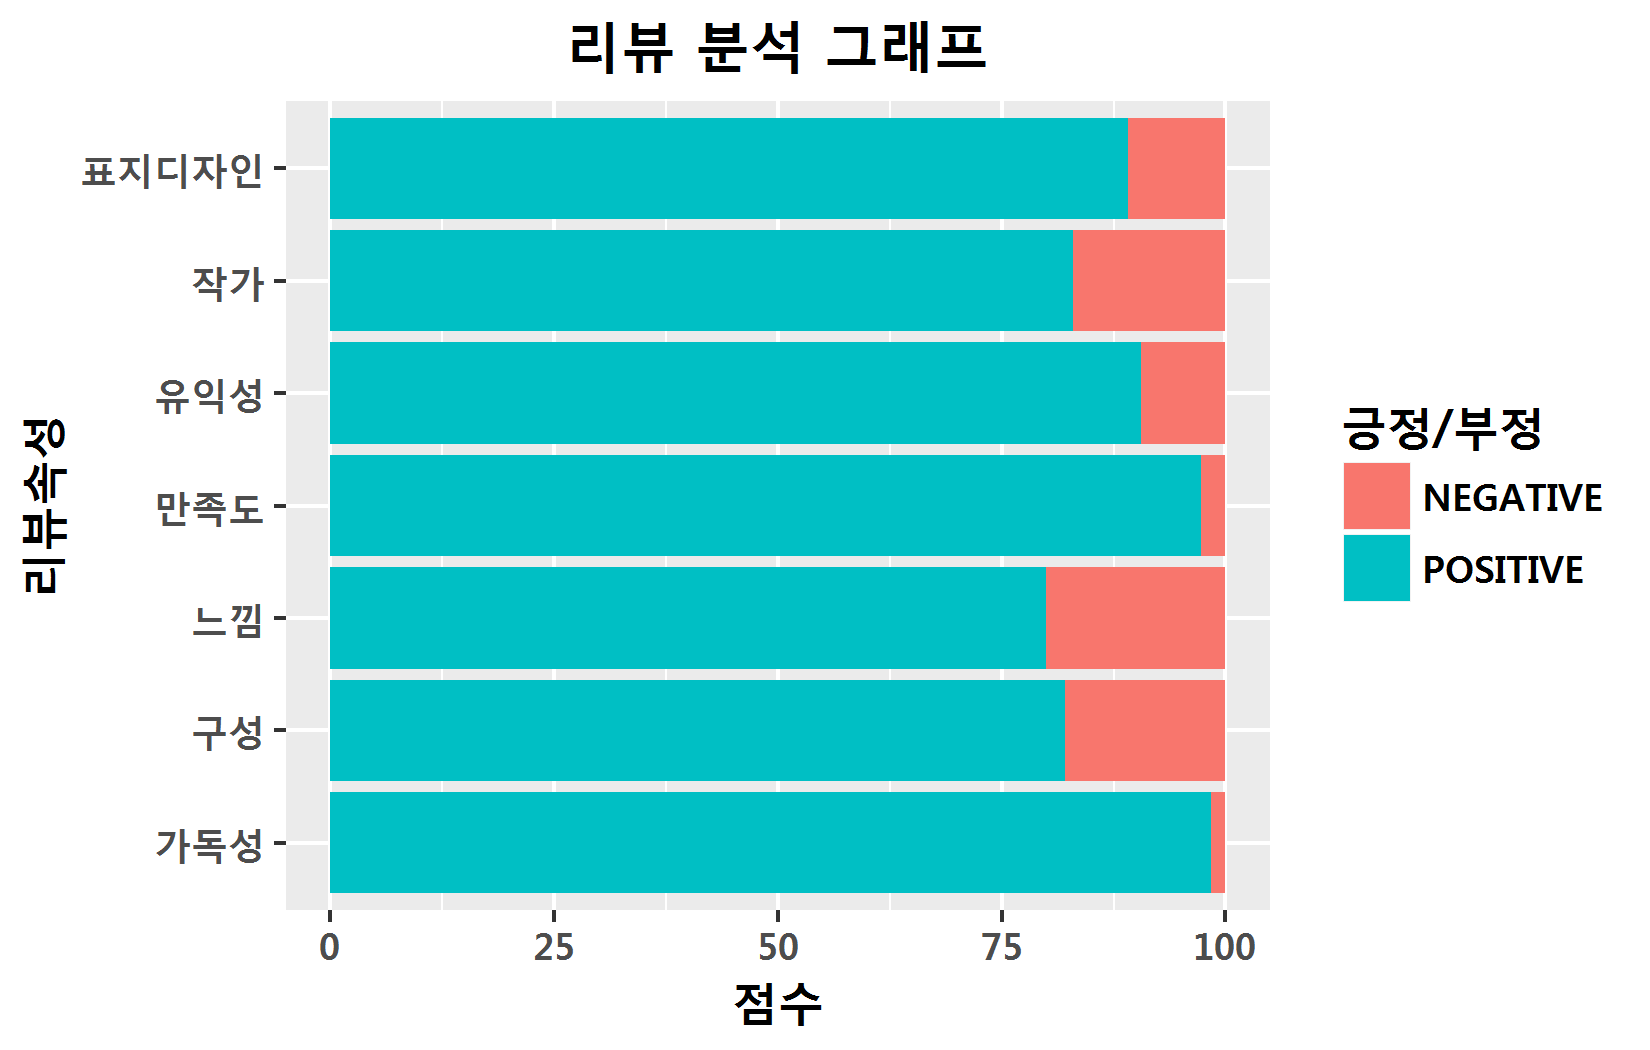 리뷰 분석 그래프
리뷰속성
표지디자인
작가
유익성
만족도
느낌
구성
가독성
0 25 50 75 100
점수
긍정/부정
NEGATIVE
POSITIVE